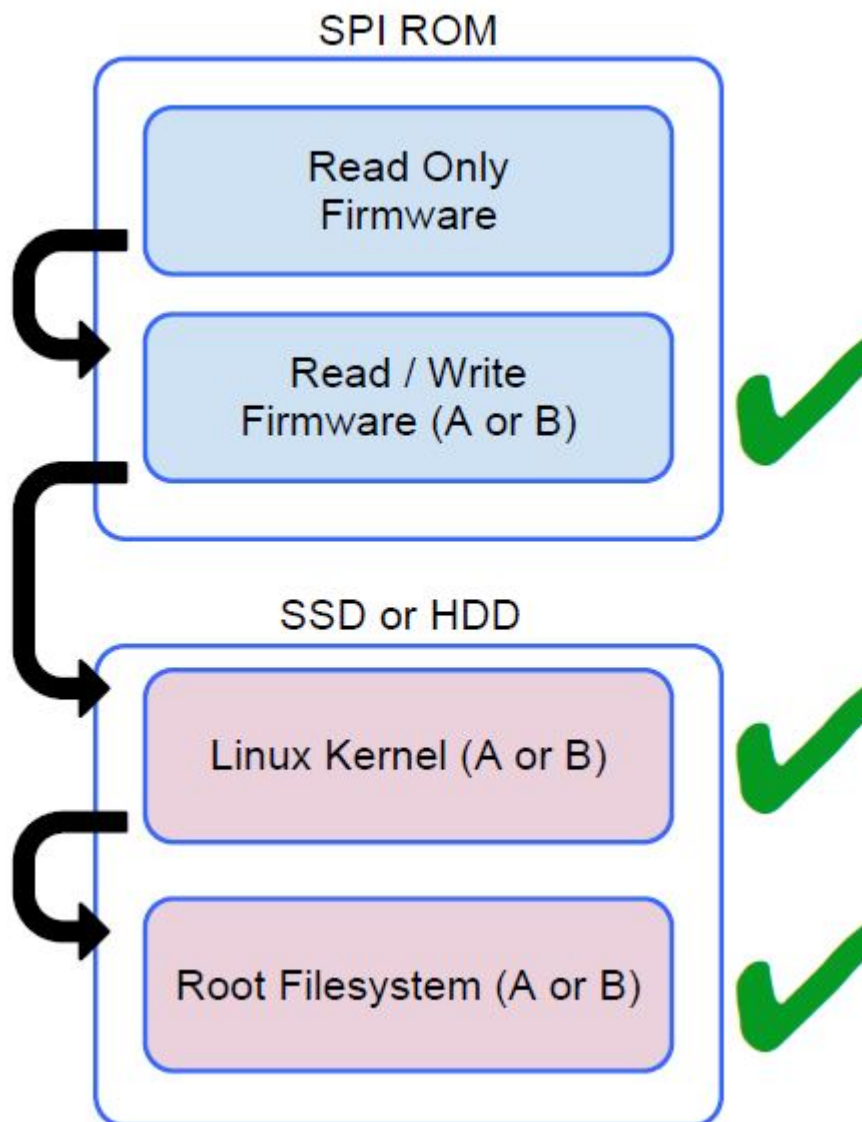 SPI ROM
Read Only
Firmware
Read / Write
Firmware (A or B)
SSD or HDD
Linux Kernel (A or B)
Root Filesystem (A or B)